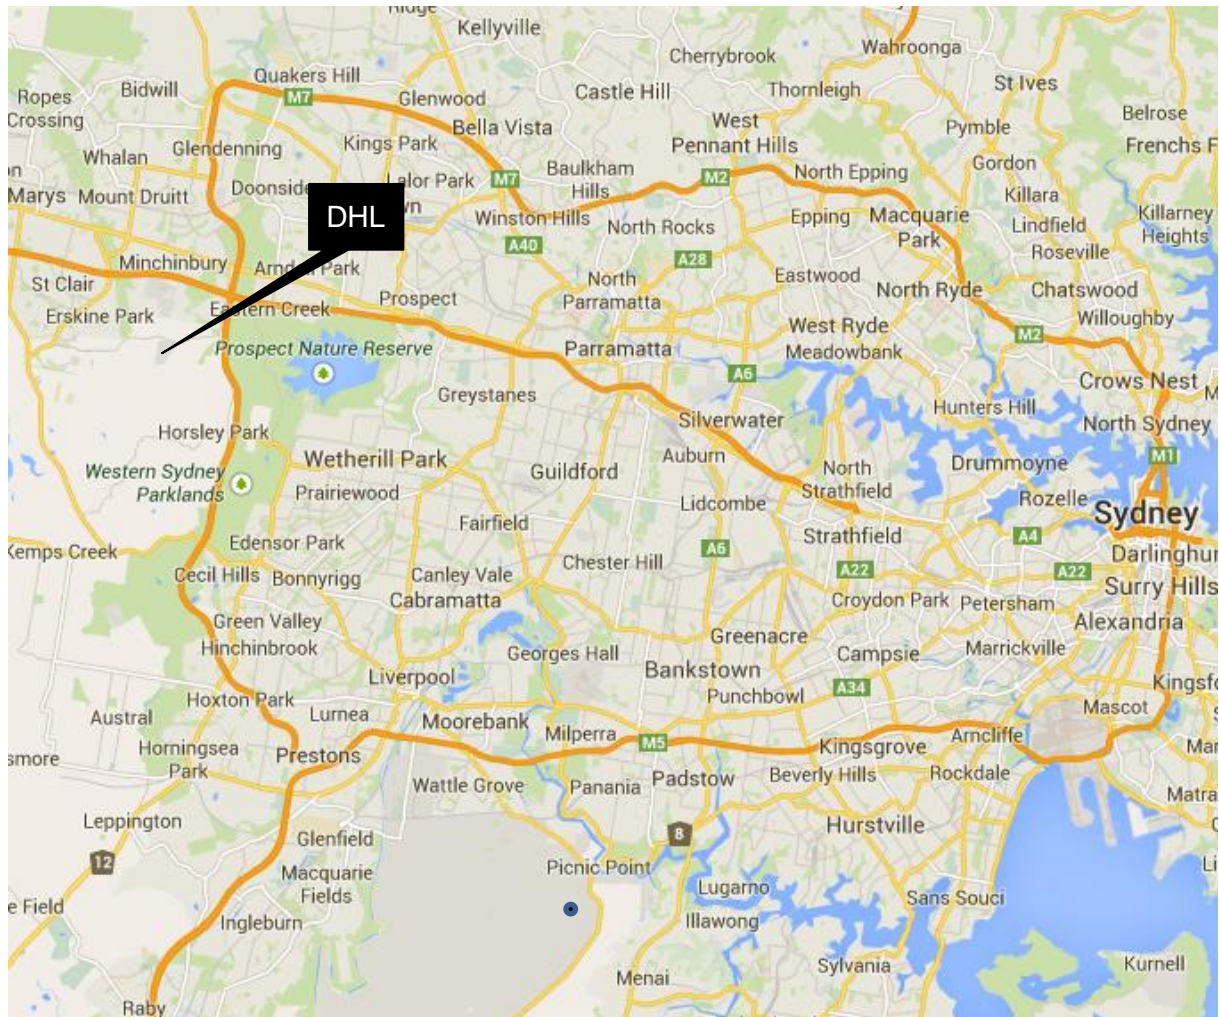 Ridge
Kellyville
Wahroonga
Cherrybrook
Quakers Hill
St Ives
Bidwill
Thornleigh
Castle Hill
Ropes
Crossing
M7
Glenwood
Belrose
West
Pennant Hills
Bella Vista
Pymble
Kings Park
Glendenning
Frenchs F
Whalan
Gordon
Baulkham
Hills
North Epping
M2
M7
Lalor Park
Doonside
Marys
Mount Druitt
Killara
Killarney
Heights
DHL
Winston Hills
Epping
Macquarie
Park
North Rocks
Lindfield
A40
Roseville
A28
Minchinbury
Arndell Park
St Clair
North
Parramatta
Eastwood
North Ryde
Chatswood
Prospect
Eastern Creek
Erskine Park
Willoughby
West Ryde
M2
Prospect Nature Reserve
Parramatta
Meadowbank
A6
Crows Nest
Greystanes
Hunters Hill
Silverwater
North Sydney
Horsley Park
Wetherill Park
Auburn
M1
Western Sydney
Parklands
Guildford
Drummoyne
North
Strathfield
Prairiewood
Rozelle
Lidcombe
Sydney
Fairfield
Strathfield
A4
Edensor Park
A6
Kemps Creek
Darlinghur
Chester Hill
A22
A22
Cecil Hills
Bonnyrigg
Canley Vale
Surry Hills
Cabramatta
Croydon Park
Petersham
Green Valley
Alexandria
Greenacre
Hinchinbrook
Marrickville
Georges Hall
Campsie
Bankstown
Liverpool
Kingsfo
A34
Punchbowl
Hoxton Park
Mascot
Lurnea
Austral
Moorebank
Milperra
Arncliffe
M5
Kingsgrove
Horningsea
Park
Prestons
smore
Mar
Beverly Hills
Rockdale
Padstow
Wattle Grove
Panania
Matra
Leppington
Hurstville
8
Glenfield
12
Picnic Point
Li
Macquarie
Fields
Lugarno
Sans Souci
e Field
Ingleburn
Illawong
Sylvania
Kurnell
Menai
Raby